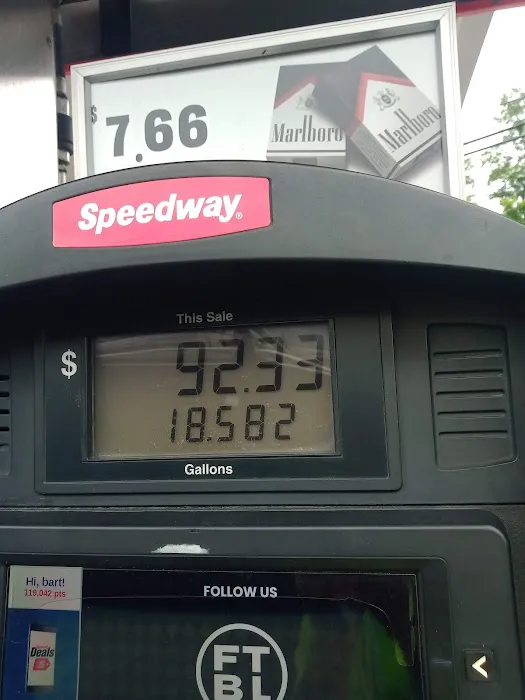 $ 7.66
Marlboro
Marlboro
Speedway®
This Sale
$ 92.33
18.582
Gallons
Hi, bart!
119,042 pts
FOLLOW US
Deals
FT
BL
<